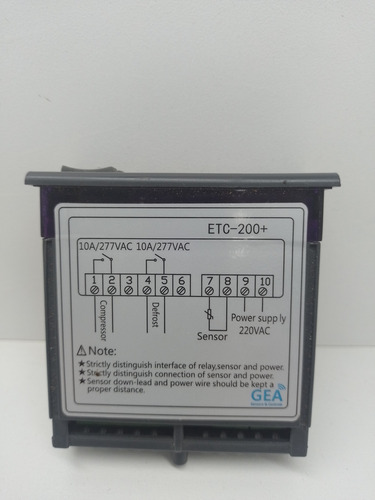 ETC-200+
10A/277VAC 10A/277VAC
1 2 3 4 5 6 7 8 9 10
Compressor
Defrost
Sensor
Power supply
220VAC
Note:
★Strictly distinguish interface of relay,sensor and power.
★Strictly distinguish connection of sensor and power.
★Sensor down-lead and power wire should be kept a
proper distance.
GEA